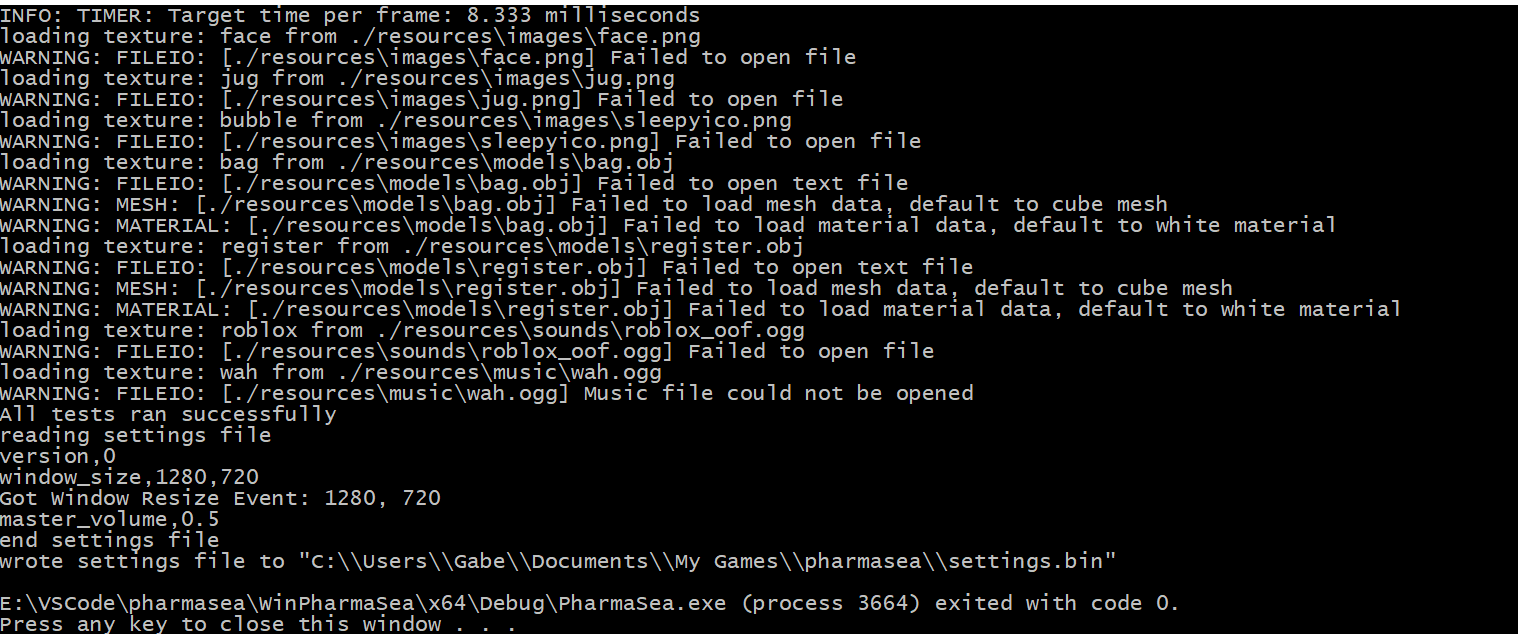 INFO: TIMER: Target time per frame: 8.333 milliseconds
loading texture: face from ./resources\images\face.png
WARNING: FILEIO: [./resources\images\face.png] Failed to open file
loading texture: jug from ./resources\images\jug.png
WARNING: FILEIO: [./resources\images\jug.png] Failed to open file
loading texture: bubble from ./resources\images\sleepyico.png
WARNING: FILEIO: [./resources\images\sleepyico.png] Failed to open file
loading texture: bag from ./resources\models\bag.obj
WARNING: FILEIO: [./resources\models\bag.obj] Failed to open text file
WARNING: MESH: [./resources\models\bag.obj] Failed to load mesh data, default to cube mesh
WARNING: MATERIAL: [./resources\models\bag.obj] Failed to load material data, default to white material
loading texture: register from ./resources\models\register.obj
WARNING: FILEIO: [./resources\models\register.obj] Failed to open text file
WARNING: MESH: [./resources\models\register.obj] Failed to load mesh data, default to cube mesh
WARNING: MATERIAL: [./resources\models\register.obj] Failed to load material data, default to white material
loading texture: roblox from ./resources\sounds\roblox_oof.ogg
WARNING: FILEIO: [./resources\sounds\roblox_oof.ogg] Failed to open file
loading texture: wah from ./resources\music\wah.ogg
WARNING: FILEIO: [./resources\music\wah.ogg] Music file could not be opened
All tests ran successfully
reading settings file
version,0
window_size,1280,720
Got Window Resize Event: 1280, 720
master_volume,0.5
end settings file
wrote settings file to "C:\\Users\\Gabe\\Documents\\My Games\\pharmasea\\settings.bin"
E:\VSCode\pharmasea\WinPharmaSea\x64\Debug\PharmaSea.exe (process 3664) exited with code 0.
Press any key to close this window . . .